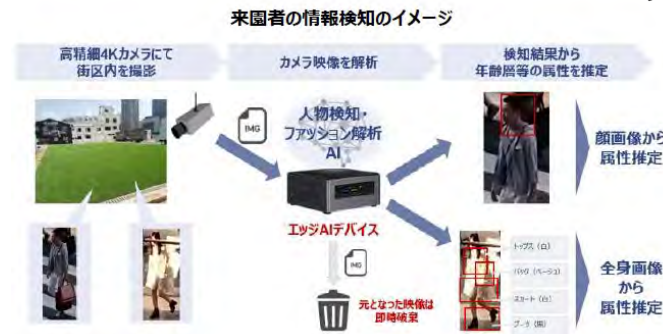 来園者の情報検知のイメージ
高精細4Kカメラにて
街区内を撮影
カメラ映像を解析
検知結果から
年齢層等の属性を推定
IMG
人物検知・
ファッション解析
AI
エッジAIデバイス
IMG
元となった映像は
即時破棄
顔画像から
属性推定
トップス（白）
バッグ（ベージュ）
スカート（白）
ブーツ（黒）
全身画像
から
属性推定